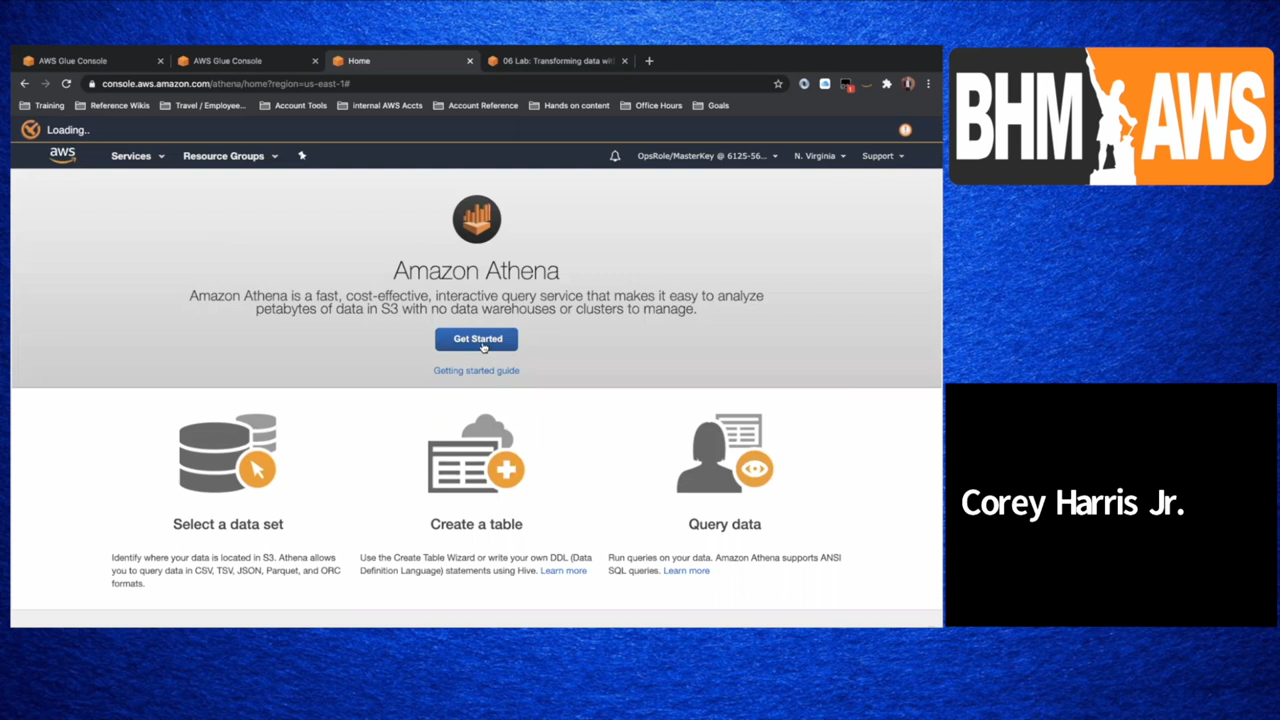 AWS Glue Console
AWS Glue Console
Home
06 Lab: Transforming data wit
console.aws.amazon.com/athena/home?region=us-east-1#
Training
Reference Wikis
Travel / Employee...
Account Tools
internal AWS Accts
Account Reference
Hands on content
Office Hours
Goals
Loading..
aws
Services
Resource Groups
OpsRole/MasterKey @ 6125-56...
N. Virginia
Support
Amazon Athena
Amazon Athena is a fast, cost-effective, interactive query service that makes it easy to analyze
petabytes of data in S3 with no data warehouses or clusters to manage.
Get Started
Getting started guide
Select a data set
Identify where your data is located in S3. Athena allows
you to query data in CSV, TSV, JSON, Parquet, and ORC
formats.
Create a table
Use the Create Table Wizard or write your own DDL (Data
Definition Language) statements using Hive. Learn more
Query data
Run queries on your data. Amazon Athena supports ANSI
SQL queries. Learn more
BHM AWS
Corey Harris Jr.